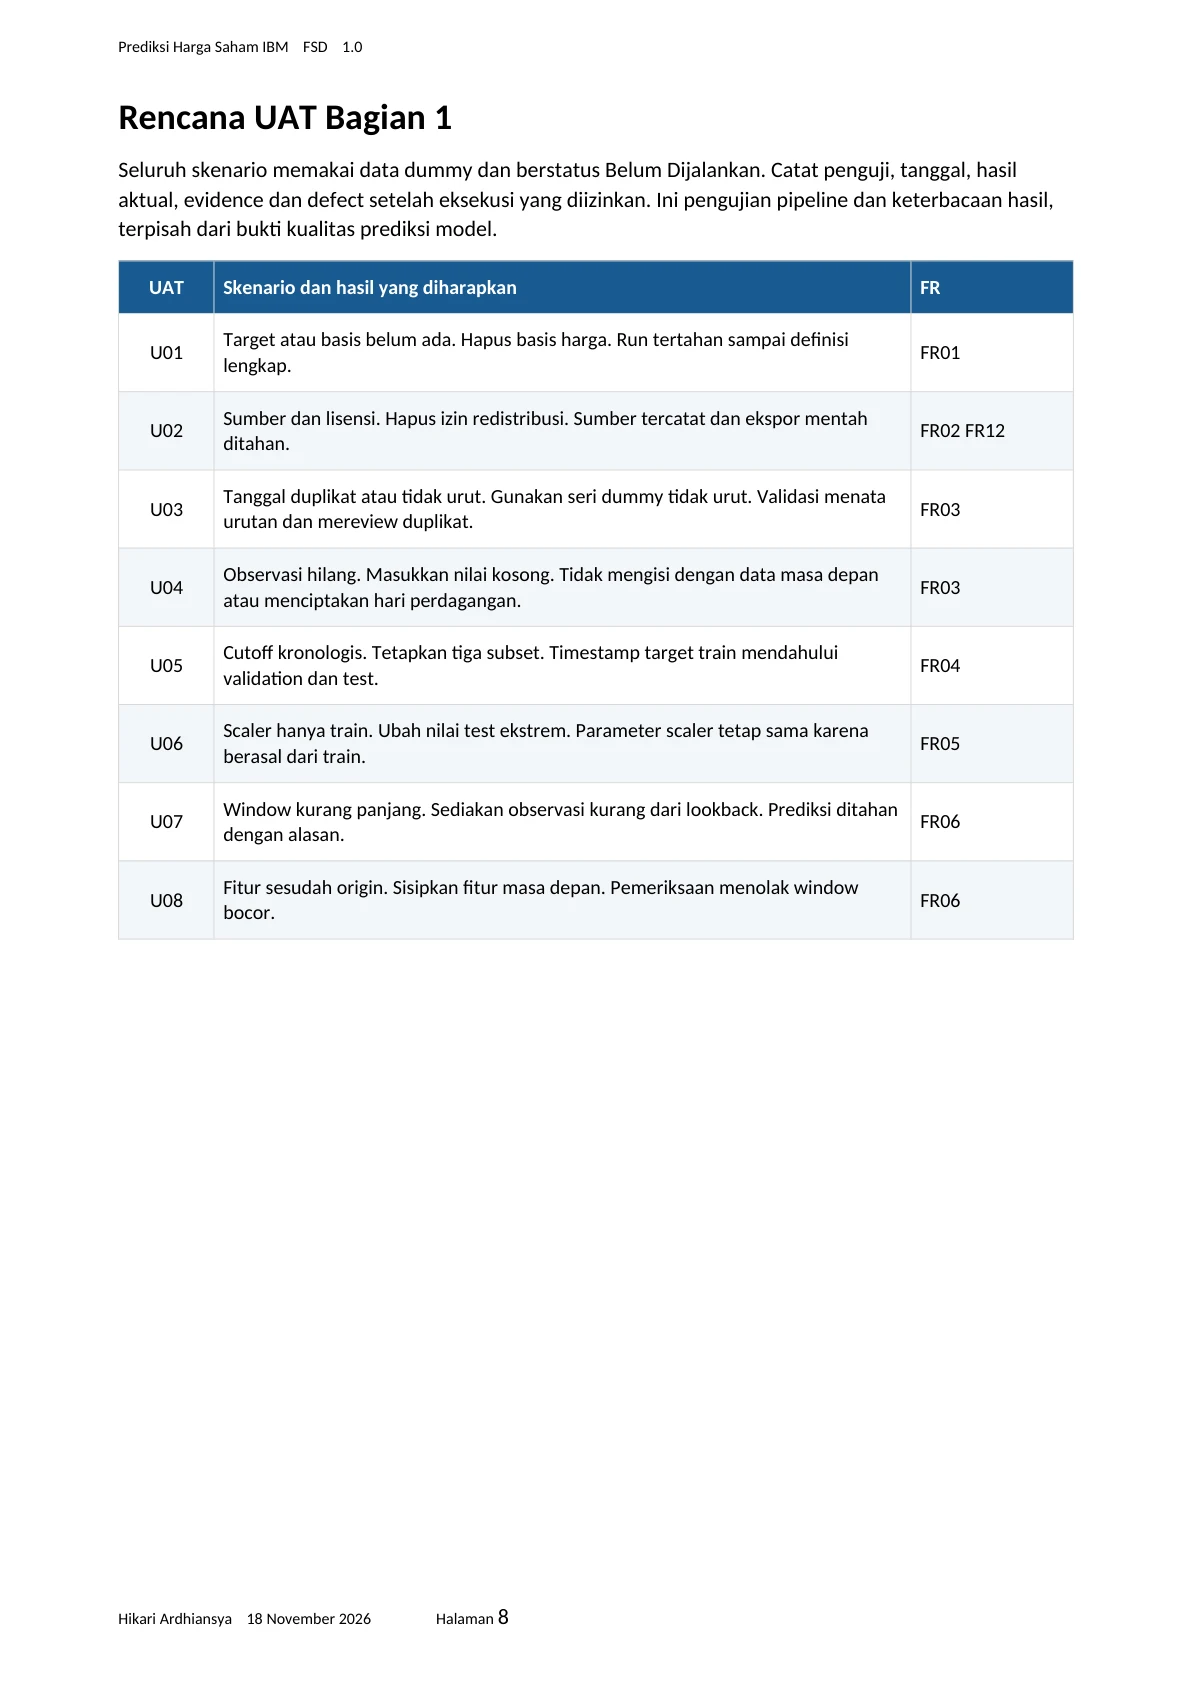 Prediksi Harga Saham IBM FSD 1.0
Rencana UAT Bagian 1
Seluruh skenario memakai data dummy dan berstatus Belum Dijalankan. Catat penguji, tanggal, hasil
aktual, evidence dan defect setelah eksekusi yang diizinkan. Ini pengujian pipeline dan keterbacaan hasil,
terpisah dari bukti kualitas prediksi model.
UAT Skenario dan hasil yang diharapkan FR
U01 Target atau basis belum ada. Hapus basis harga. Run tertahan sampai definisi
lengkap. FR01
U02 Sumber dan lisensi. Hapus izin redistribusi. Sumber tercatat dan ekspor mentah
ditahan. FR02 FR12
U03 Tanggal duplikat atau tidak urut. Gunakan seri dummy tidak urut. Validasi menata
urutan dan mereview duplikat. FR03
U04 Observasi hilang. Masukkan nilai kosong. Tidak mengisi dengan data masa depan
atau menciptakan hari perdagangan. FR03
U05 Cutoff kronologis. Tetapkan tiga subset. Timestamp target train mendahului
validation dan test. FR04
U06 Scaler hanya train. Ubah nilai test ekstrem. Parameter scaler tetap sama karena
berasal dari train. FR05
U07 Window kurang panjang. Sediakan observasi kurang dari lookback. Prediksi ditahan
dengan alasan. FR06
U08 Fitur sesudah origin. Sisipkan fitur masa depan. Pemeriksaan menolak window
bocor. FR06
Hikari Ardhiansya 18 November 2026 Halaman 8